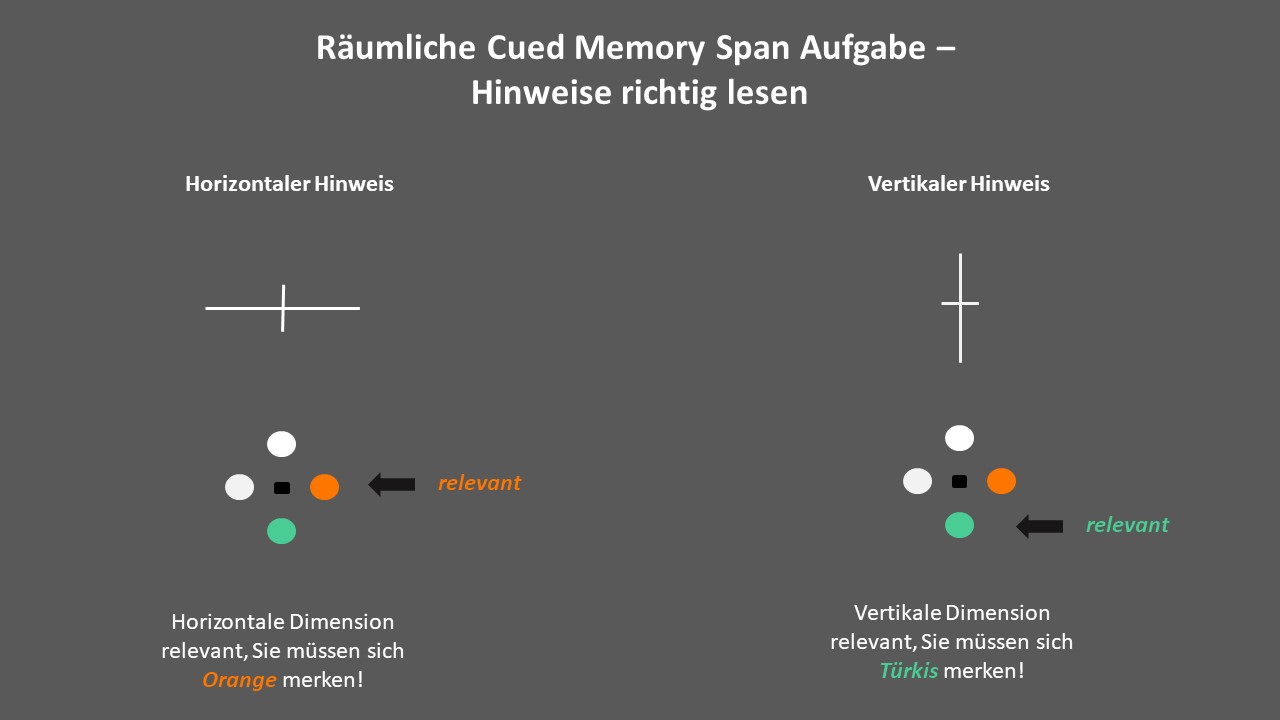 Räumliche Cued Memory Span Aufgabe –
Hinweise richtig lesen
Horizontaler Hinweis
Vertikaler Hinweis
relevant
relevant
Horizontale Dimension
relevant, Sie müssen sich
Orange merken!
Vertikale Dimension
relevant, Sie müssen sich
Türkis merken!